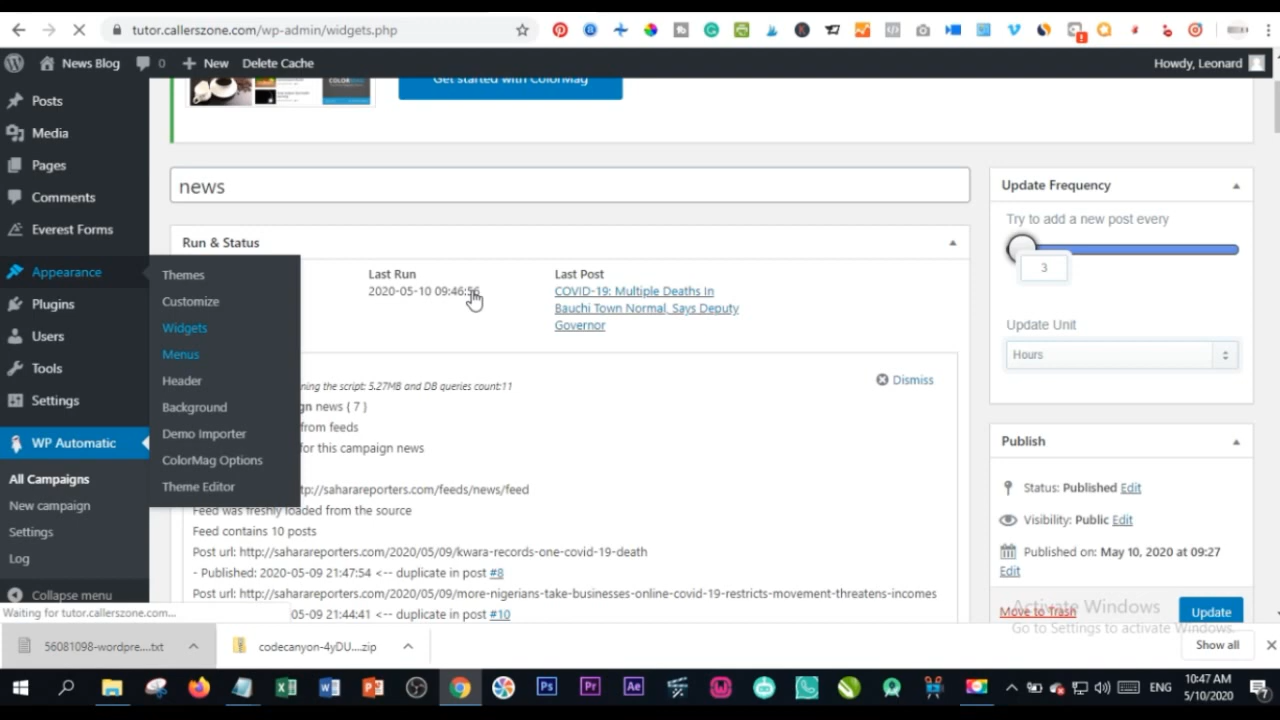 tutor.callerszone.com/wp-admin/widgets.php
News Blog
0
New
Delete Cache
Howdy, Leonard
Posts
Media
Pages
Comments
Everest Forms
Appearance
Plugins
Users
Tools
Settings
WP Automatic
All Campaigns
New campaign
Settings
Log
Collapse menu
Themes
Customize
Widgets
Menus
Header
Background
Demo Importer
ColorMag Options
Theme Editor
COLOR
Get started with ColorMag
news
Run & Status
Last Run
2020-05-10 09:46:56
Last Post
COVID-19: Multiple Deaths In
Bauchi Town Normal, Says Deputy
Governor
Dismiss
ning the script: 5.27MB and DB queries count:11
gn news { 7 }
from feeds
for this campaign news
tp://saharareporters.com/feeds/news/feed
Feed was freshly loaded from the source
Feed contains 10 posts
Post url: http://saharareporters.com/2020/05/09/kwara-records-one-covid-19-death
- Published: 2020-05-09 21:47:54 <-- duplicate in post #8
Post url: http://saharareporters.com/2020/05/09/more-nigerians-take-businesses-online-covid-19-restricts-movement-threatens-incomes
05-09 21:44:41 <-- duplicate in post #10
Update Frequency
Try to add a new post every
3
Update Unit
Hours
Publish
Status: Published Edit
Visibility: Public Edit
Published on: May 10, 2020 at 09:27
Edit
Move to Trash
Update
Activate Windows
Go to Settings to activate Windows.
Waiting for tutor.callerszone.com...
56081098-wordpre....txt
codecanyon-4yDU....zip
Show all
ENG
10:47 AM
5/10/2020